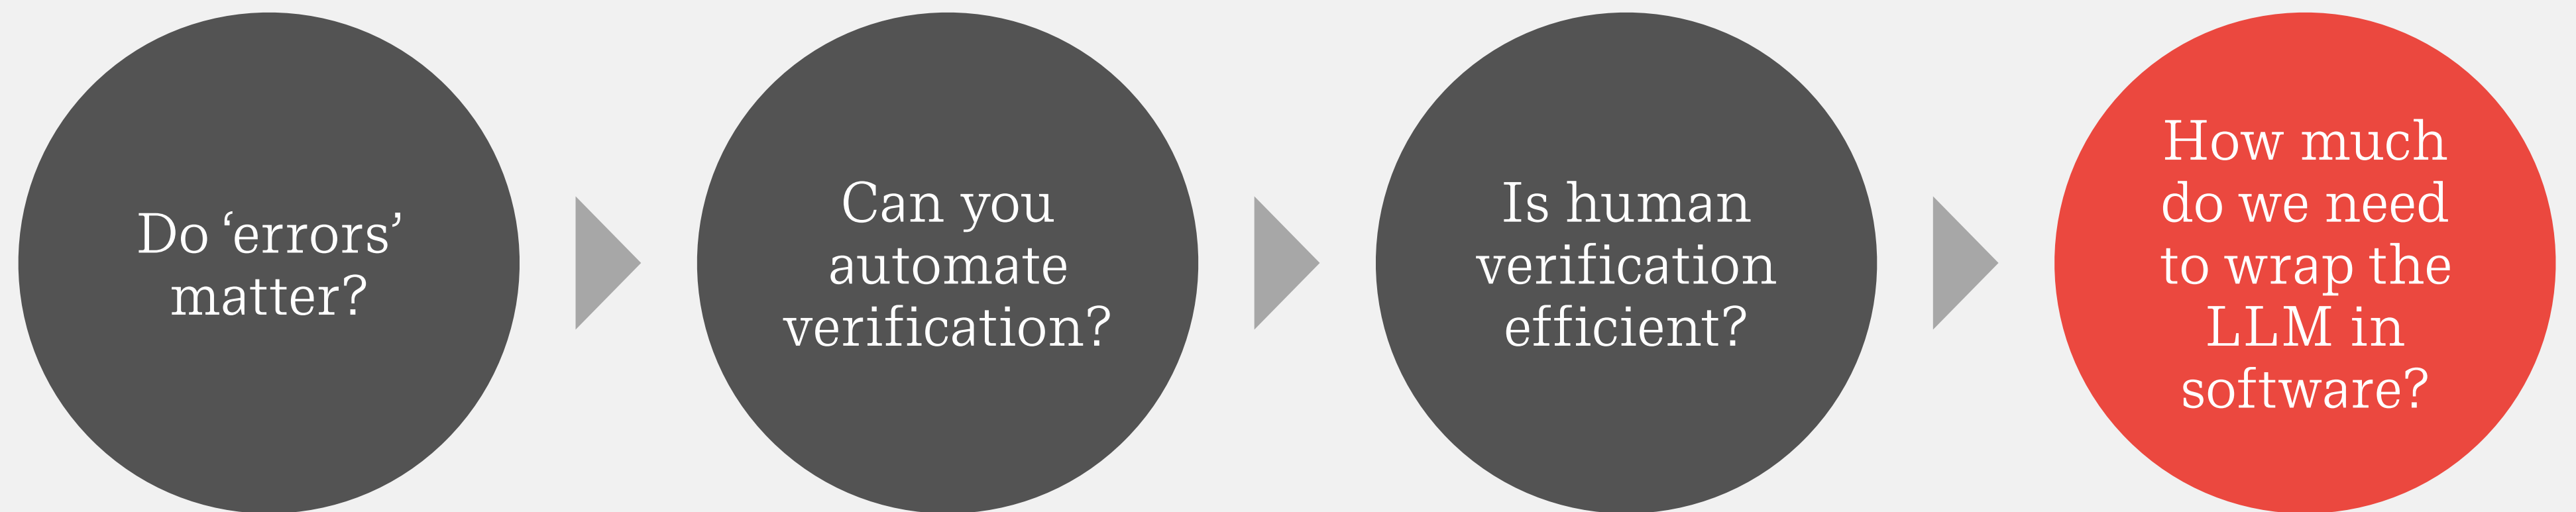 Do ‘errors’
matter?
Can you
automate
verification?
Is human
verification
efficient?
How much
do we need
to wrap the
LLM in
software?